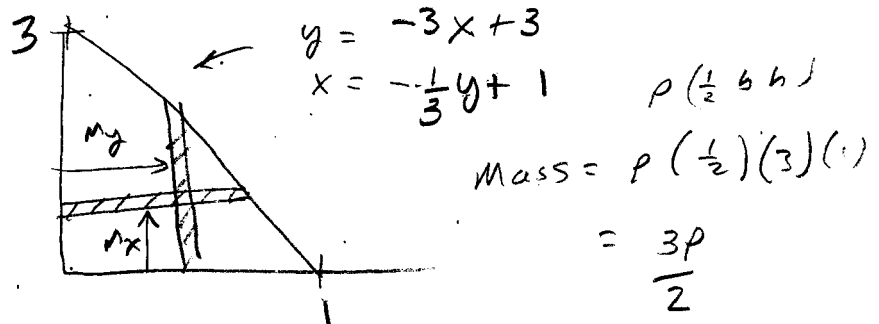 3
y = -3x + 3
x = -1/3 y + 1
ρ(1/2 b h)
My
Mass = ρ(1/2)(3)(1)
Mx
= 3ρ/2
1